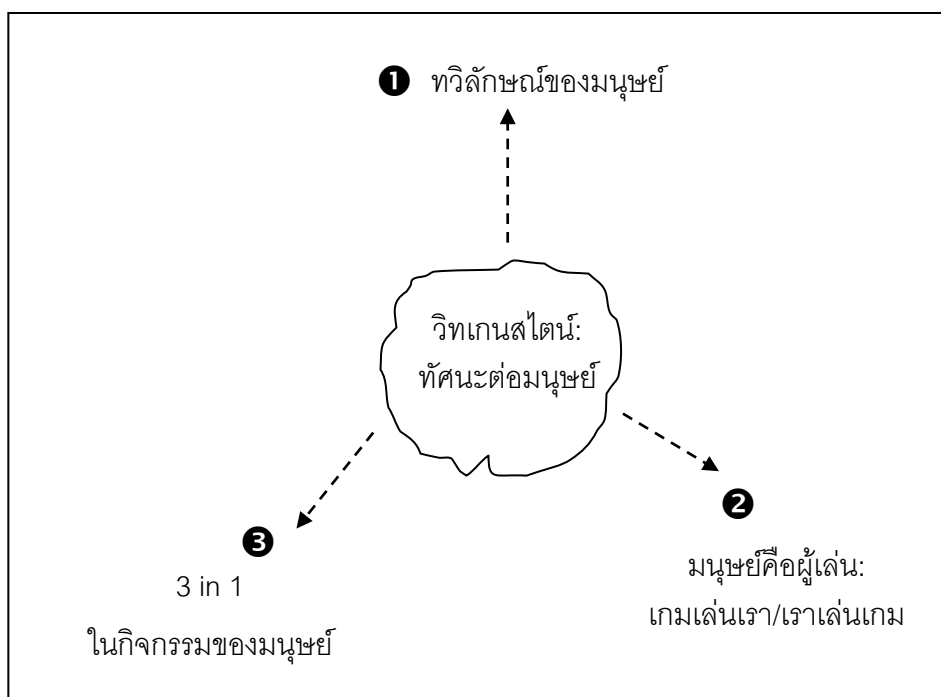 ❶ ทวิลักษณ์ของมนุษย์
วิทเกนสไตน์:
ทัศนะต่อมนุษย์
❷
มนุษย์คือผู้เล่น:
เกมเล่นเรา/เราเล่นเกม
❸
3 in 1
ในกิจกรรมของมนุษย์